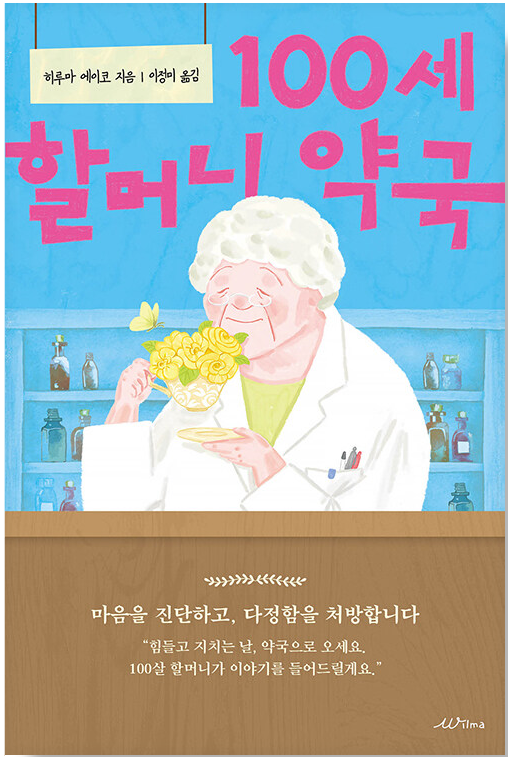 히루마 에이코 지음 | 이정미 옮김
100세
할머니 약국
마음을 진단하고, 다정함을 처방합니다
“힘들고 지치는 날, 약국으로 오세요.
100살 할머니가 이야기를 들어드릴게요.”
wilma